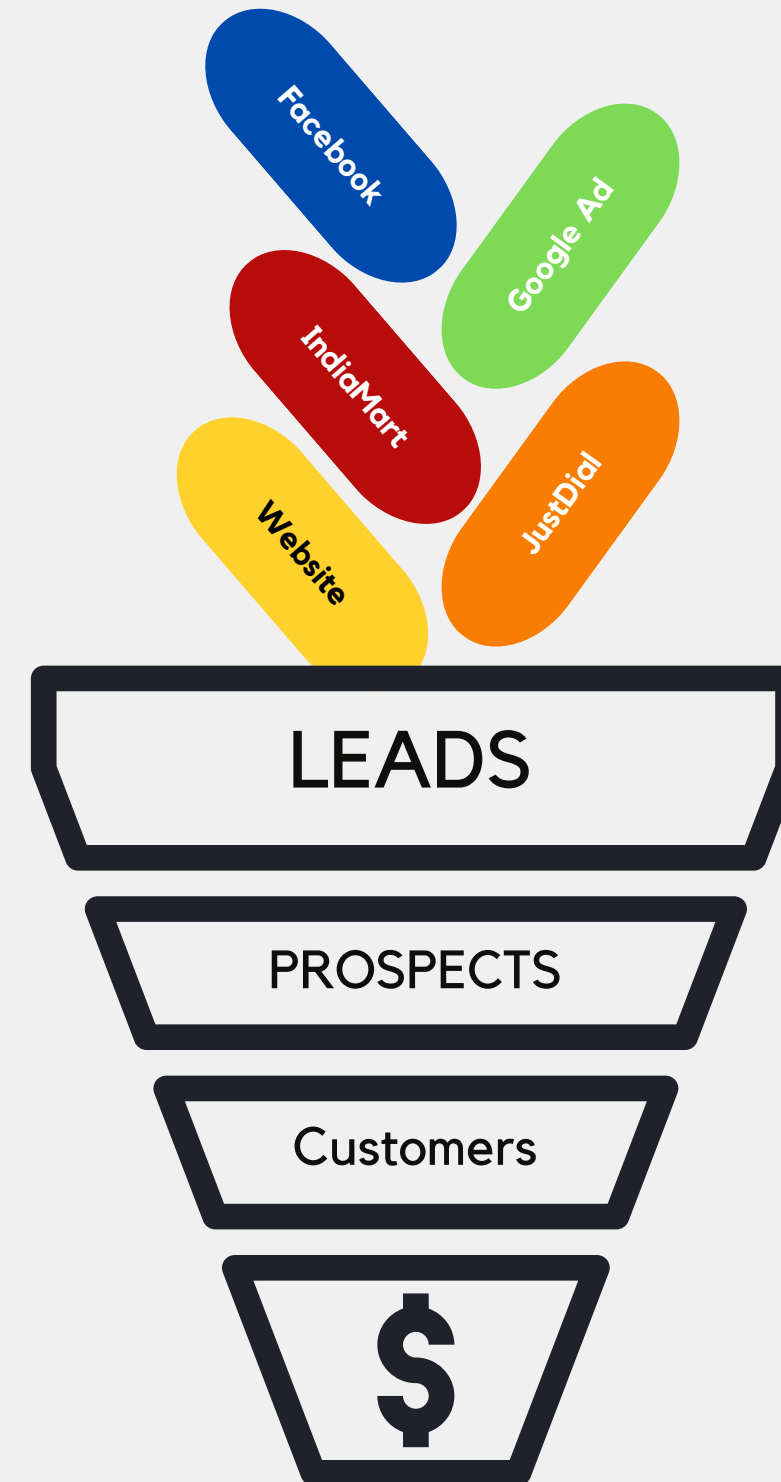 Facebook
Google Ad
IndiaMart
JustDial
Website
LEADS
PROSPECTS
Customers
$